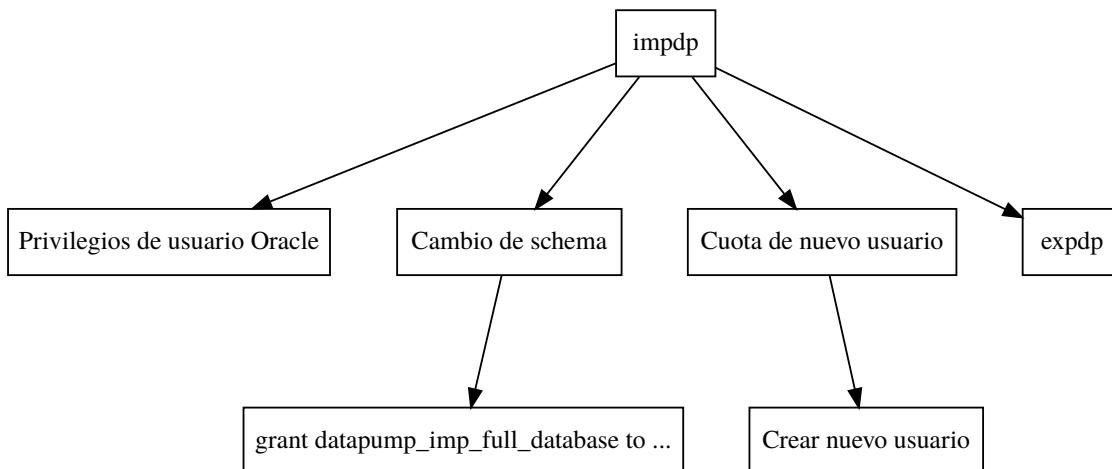 impdp
Privilegios de usuario Oracle
Cambio de schema
Cuota de nuevo usuario
expdp
grant datapump_imp_full_database to ...
Crear nuevo usuario